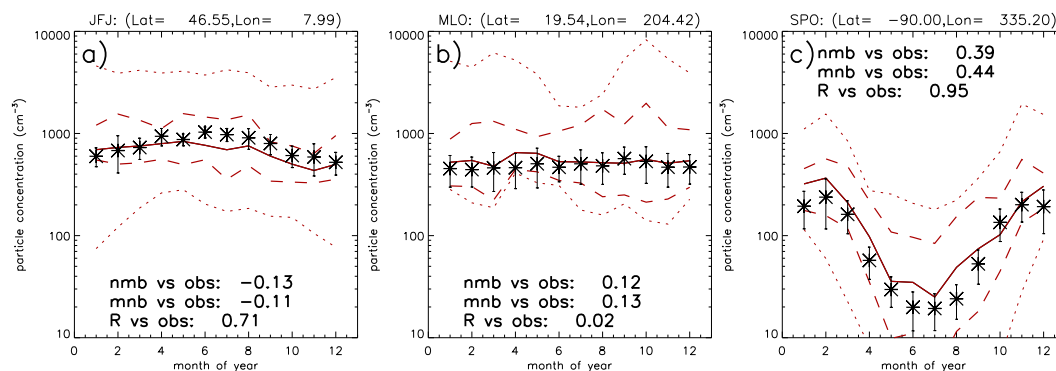 JFJ: (Lat= 46.55,Lon= 7.99)
a)
particle concentration (cm⁻³)
10000
1000
100
10
nmb vs obs: −0.13
mnb vs obs: −0.11
R vs obs: 0.71
0 2 4 6 8 10 12
month of year
MLO: (Lat= 19.54,Lon= 204.42)
b)
particle concentration (cm⁻³)
10000
1000
100
10
nmb vs obs: 0.12
mnb vs obs: 0.13
R vs obs: 0.02
0 2 4 6 8 10 12
month of year
SPO: (Lat= −90.00,Lon= 335.20)
c)
nmb vs obs: 0.39
mnb vs obs: 0.44
R vs obs: 0.95
particle concentration (cm⁻³)
10000
1000
100
10
0 2 4 6 8 10 12
month of year